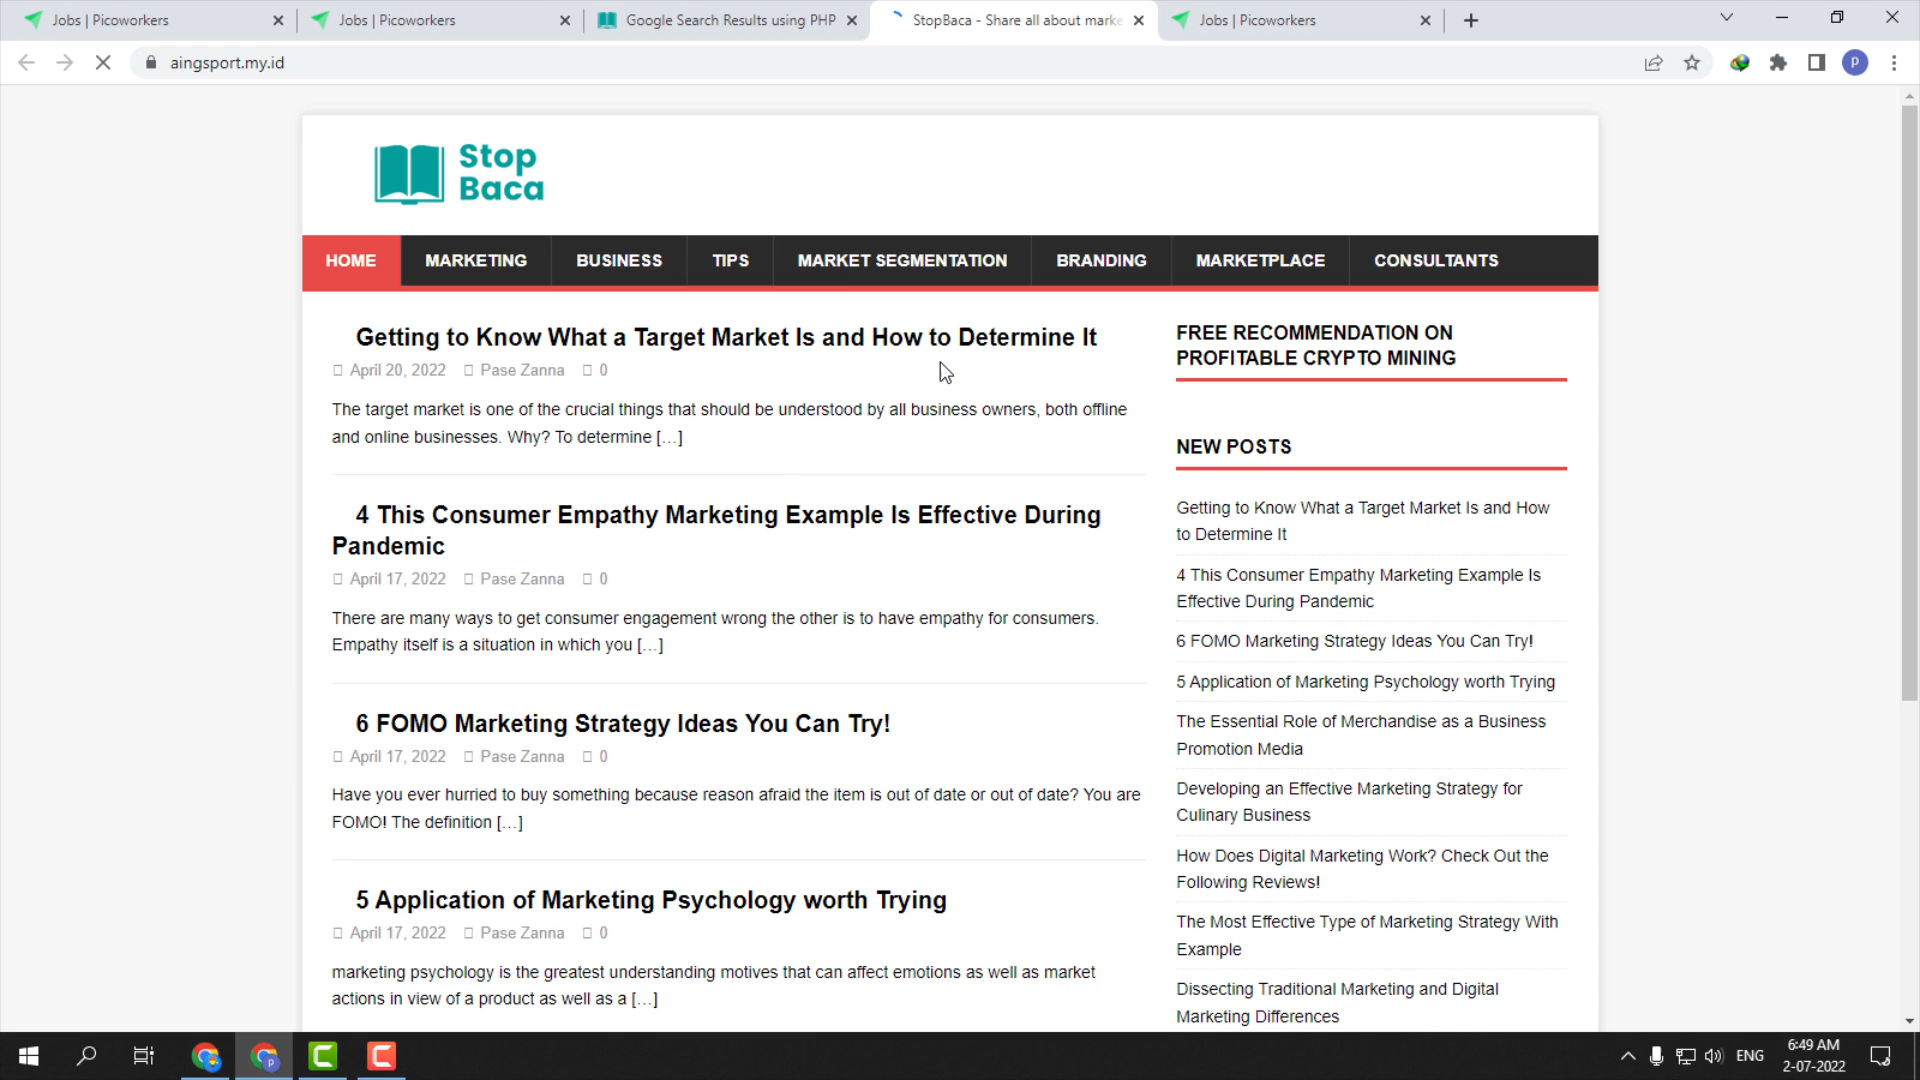 Jobs | Picoworkers
Jobs | Picoworkers
Google Search Results using PHP
StopBaca - Share all about marke
Jobs | Picoworkers
aingsport.my.id
P
Stop
Baca
HOME
MARKETING
BUSINESS
TIPS
MARKET SEGMENTATION
BRANDING
MARKETPLACE
CONSULTANTS
Getting to Know What a Target Market Is and How to Determine It
April 20, 2022 Pase Zanna 0
The target market is one of the crucial things that should be understood by all business owners, both offline
and online businesses. Why? To determine […]
4 This Consumer Empathy Marketing Example Is Effective During
Pandemic
April 17, 2022 Pase Zanna 0
There are many ways to get consumer engagement wrong the other is to have empathy for consumers.
Empathy itself is a situation in which you […]
6 FOMO Marketing Strategy Ideas You Can Try!
April 17, 2022 Pase Zanna 0
Have you ever hurried to buy something because reason afraid the item is out of date or out of date? You are
FOMO! The definition […]
5 Application of Marketing Psychology worth Trying
April 17, 2022 Pase Zanna 0
marketing psychology is the greatest understanding motives that can affect emotions as well as market
actions in view of a product as well as a […]
FREE RECOMMENDATION ON
PROFITABLE CRYPTO MINING
NEW POSTS
Getting to Know What a Target Market Is and How
to Determine It
4 This Consumer Empathy Marketing Example Is
Effective During Pandemic
6 FOMO Marketing Strategy Ideas You Can Try!
5 Application of Marketing Psychology worth Trying
The Essential Role of Merchandise as a Business
Promotion Media
Developing an Effective Marketing Strategy for
Culinary Business
How Does Digital Marketing Work? Check Out the
Following Reviews!
The Most Effective Type of Marketing Strategy With
Example
Dissecting Traditional Marketing and Digital
Marketing Differences
ENG
6:49 AM
2-07-2022